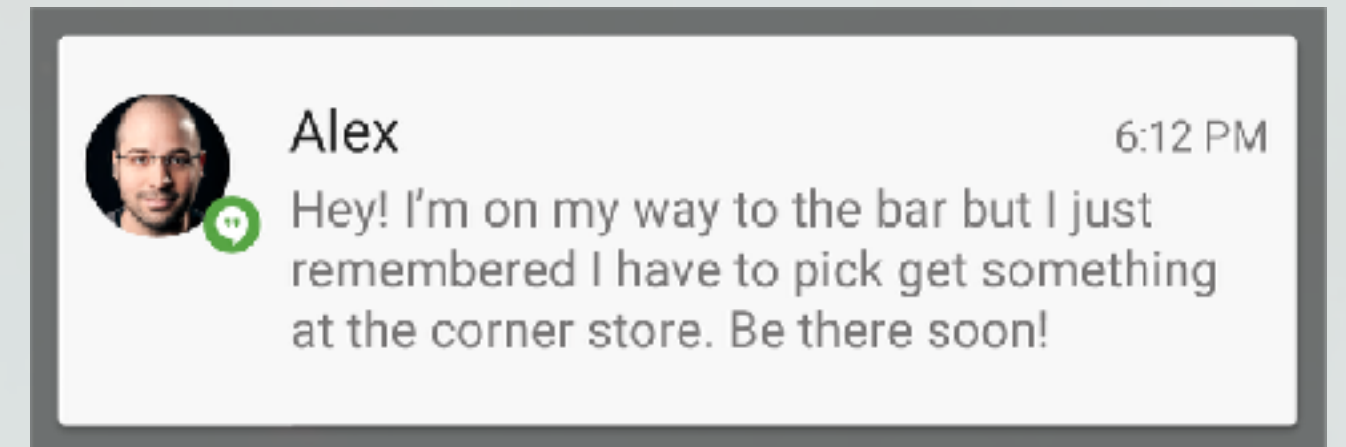 Alex
6:12 PM
Hey! I'm on my way to the bar but I just
remembered I have to pick get something
at the corner store. Be there soon!